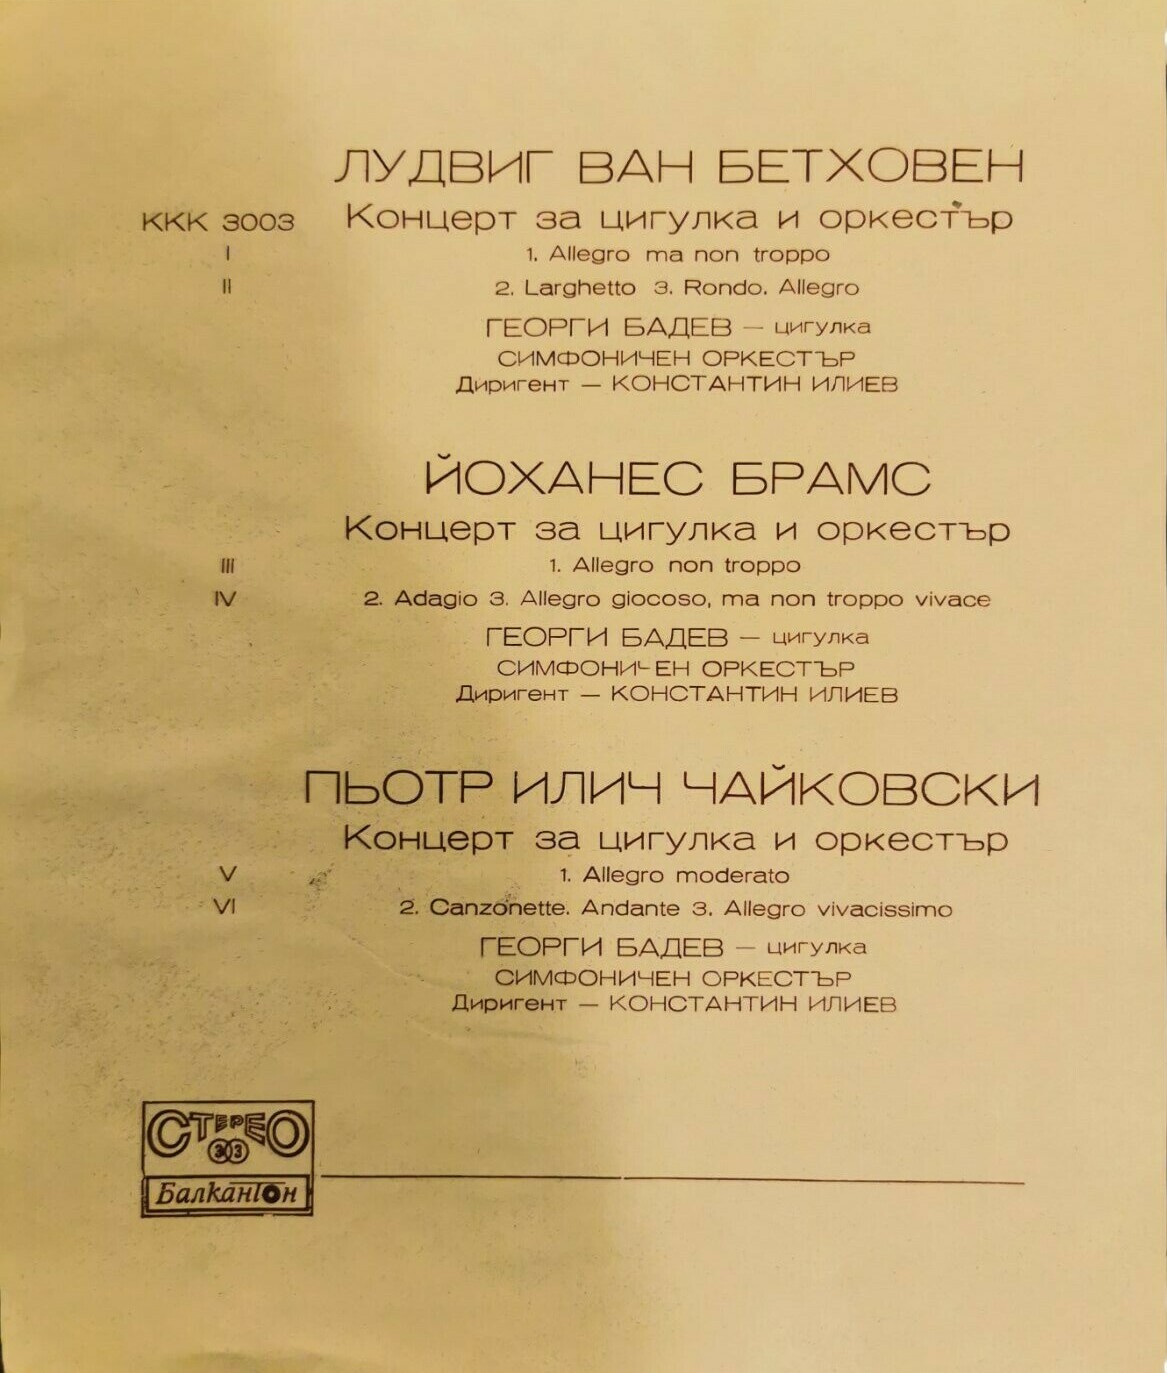 ЛУДВИГ ВАН БЕТХОВЕН
ККК 3003 Концерт за цигулка и оркестър
I 1. Allegro ma non troppo
II 2. Larghetto 3. Rondo. Allegro
ГЕОРГИ БАДЕВ — цигулка
СИМФОНИЧЕН ОРКЕСТЪР
Диригент — КОНСТАНТИН ИЛИЕВ
ЙОХАНЕС БРАМС
Концерт за цигулка и оркестър
III 1. Allegro non troppo
IV 2. Adagio 3. Allegro giocoso, ma non troppo vivace
ГЕОРГИ БАДЕВ — цигулка
СИМФОНИЧЕН ОРКЕСТЪР
Диригент — КОНСТАНТИН ИЛИЕВ
ПЬОТР ИЛИЧ ЧАЙКОВСКИ
Концерт за цигулка и оркестър
V 1. Allegro moderato
VI 2. Canzonette. Andante 3. Allegro vivacissimo
ГЕОРГИ БАДЕВ — цигулка
СИМФОНИЧЕН ОРКЕСТЪР
Диригент — КОНСТАНТИН ИЛИЕВ
СТЕРЕО
33
Балкантон